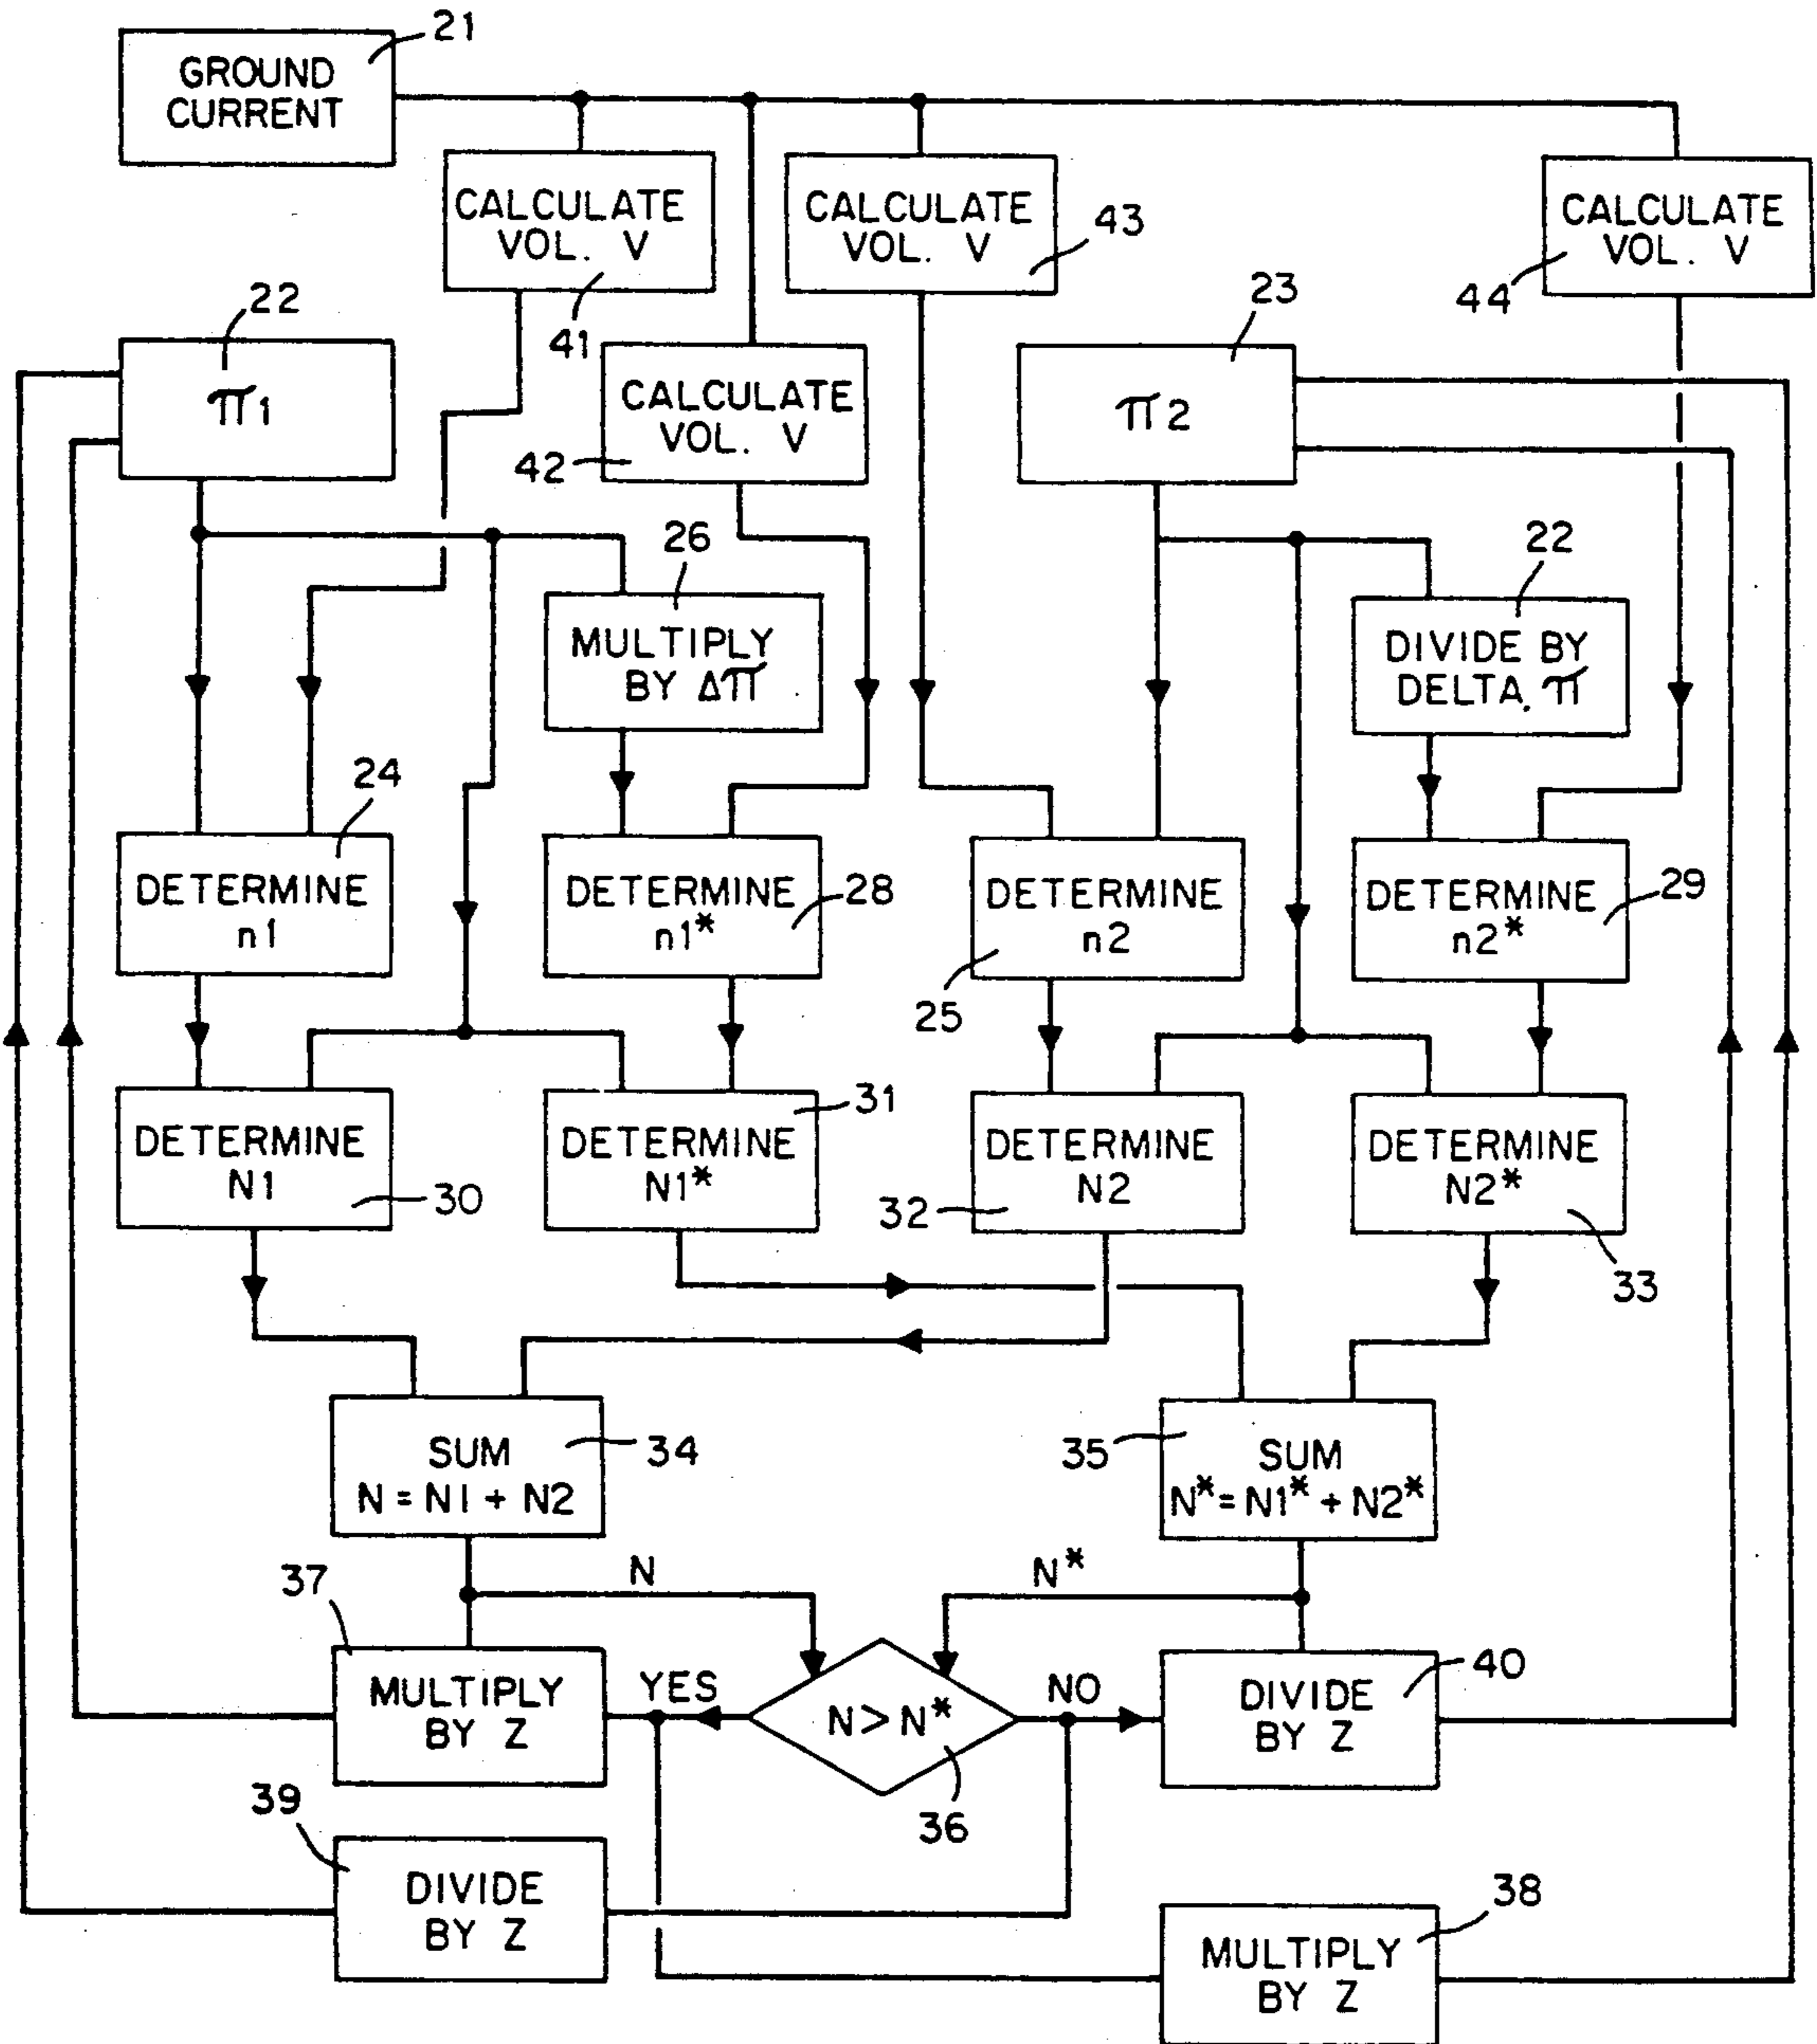 21
GROUND
CURRENT
CALCULATE
VOL. V
41
CALCULATE
VOL. V
43
CALCULATE
VOL. V
44
22
π1
CALCULATE
VOL. V
42
23
π2
26
MULTIPLY
BY Δπ
22
DIVIDE BY
DELTA. π
24
DETERMINE
n1
DETERMINE
n1*
28
DETERMINE
n2
25
DETERMINE
n2*
29
DETERMINE
N1
30
31
DETERMINE
N1*
DETERMINE
N2
32
DETERMINE
N2*
33
SUM
N = N1 + N2
34
35
SUM
N* = N1* + N2*
N
N*
37
MULTIPLY
BY Z
YES
N > N*
36
NO
40
DIVIDE
BY Z
39
DIVIDE
BY Z
38
MULTIPLY
BY Z